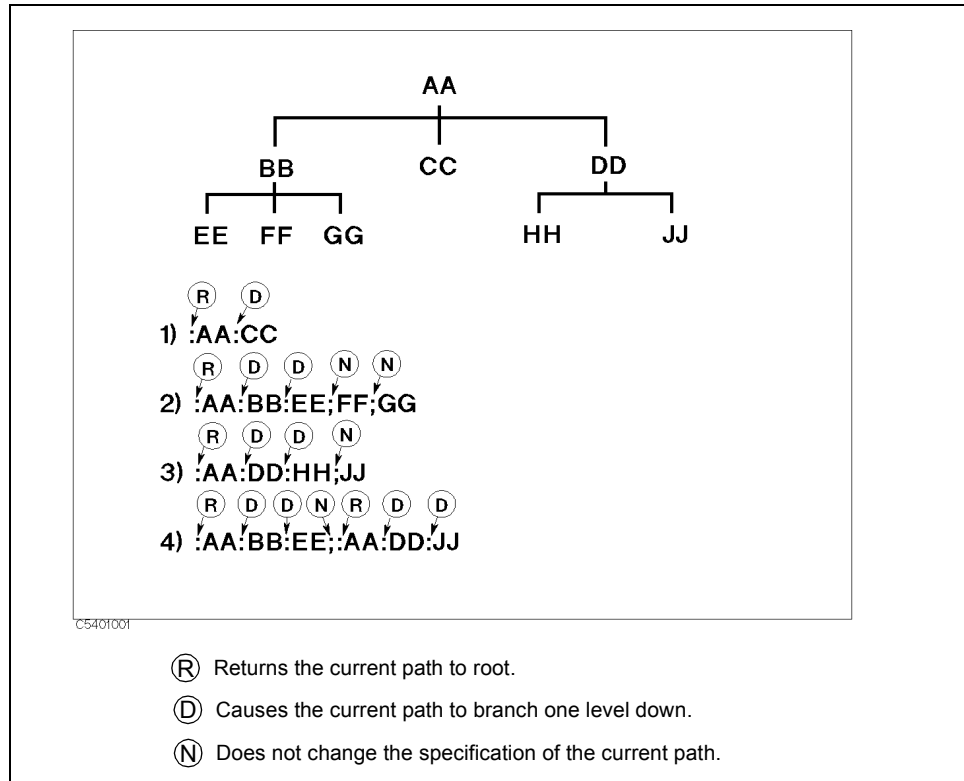 AA
BB CC DD
EE FF GG HH JJ
R D
1) :AA:CC
R D D N N
2) :AA:BB:EE;FF;GG
R D D N
3) :AA:DD:HH;JJ
R D D N R D D
4) :AA:BB:EE;:AA:DD:JJ
C5401001
R Returns the current path to root.
D Causes the current path to branch one level down.
N Does not change the specification of the current path.